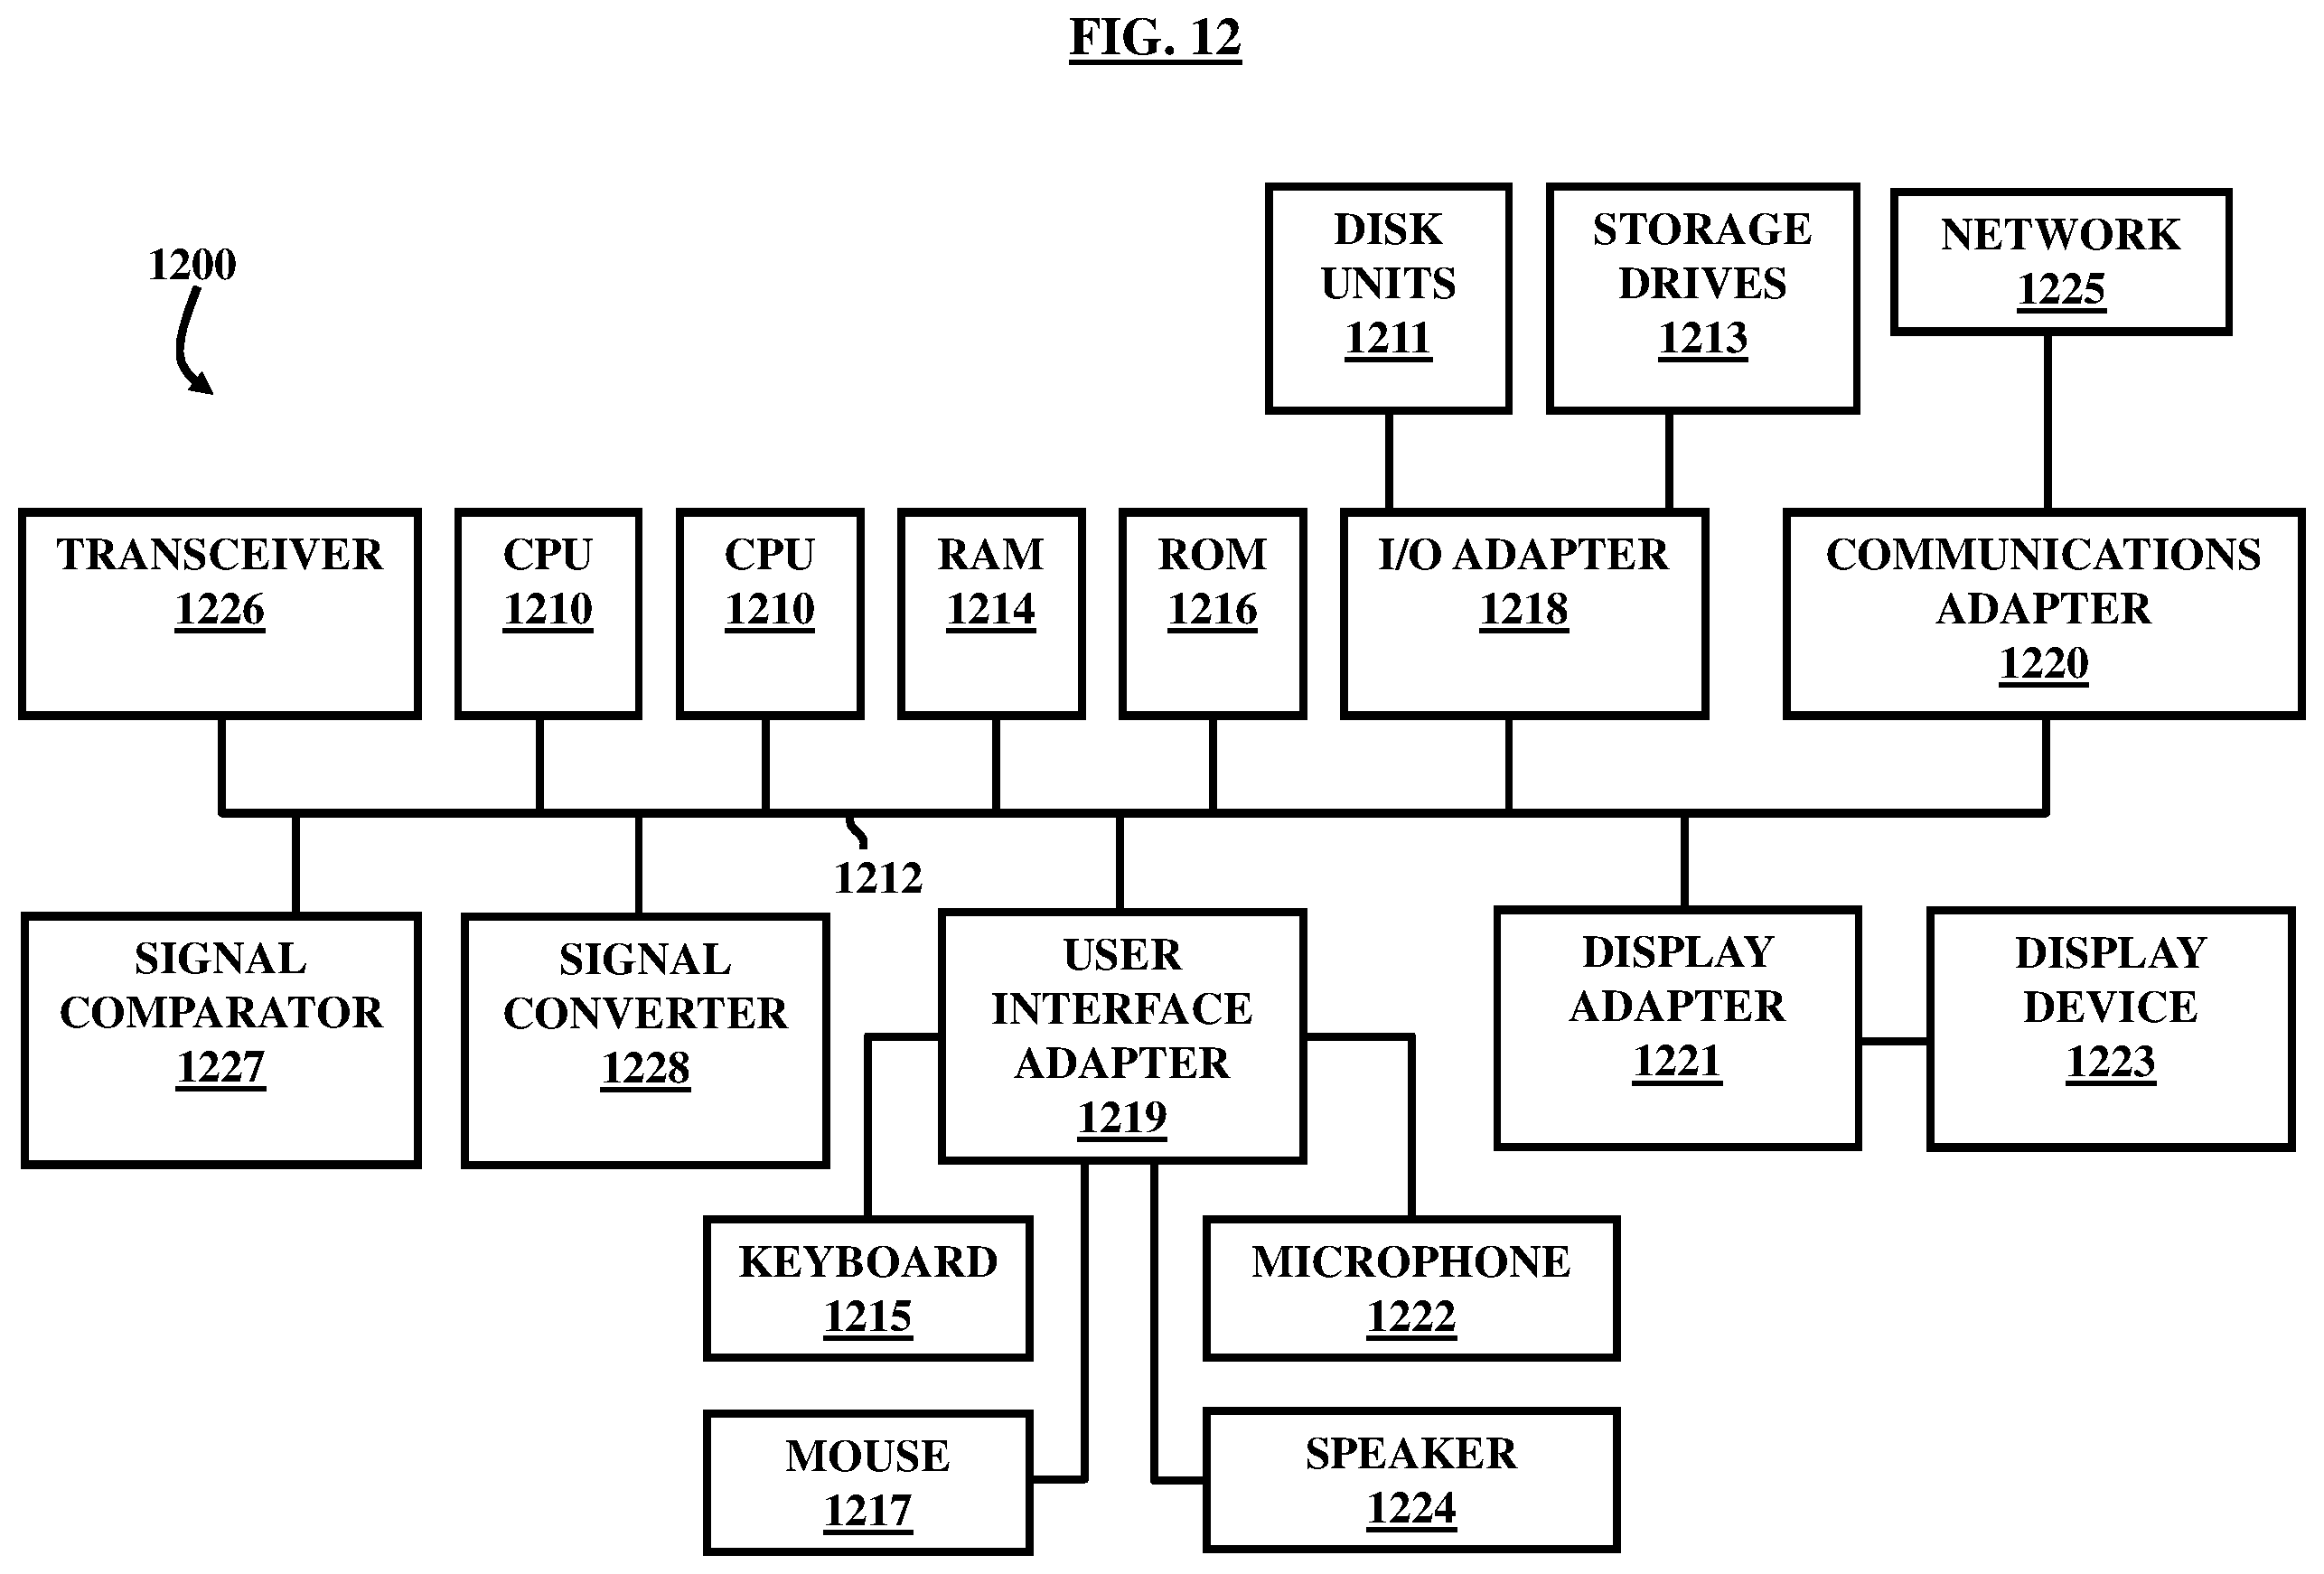 FIG. 12
1200
DISK
UNITS
1211
STORAGE
DRIVES
1213
NETWORK
1225
TRANSCEIVER
1226
CPU
1210
CPU
1210
RAM
1214
ROM
1216
I/O ADAPTER
1218
COMMUNICATIONS
ADAPTER
1220
1212
SIGNAL
COMPARATOR
1227
SIGNAL
CONVERTER
1228
USER
INTERFACE
ADAPTER
1219
DISPLAY
ADAPTER
1221
DISPLAY
DEVICE
1223
KEYBOARD
1215
MICROPHONE
1222
MOUSE
1217
SPEAKER
1224